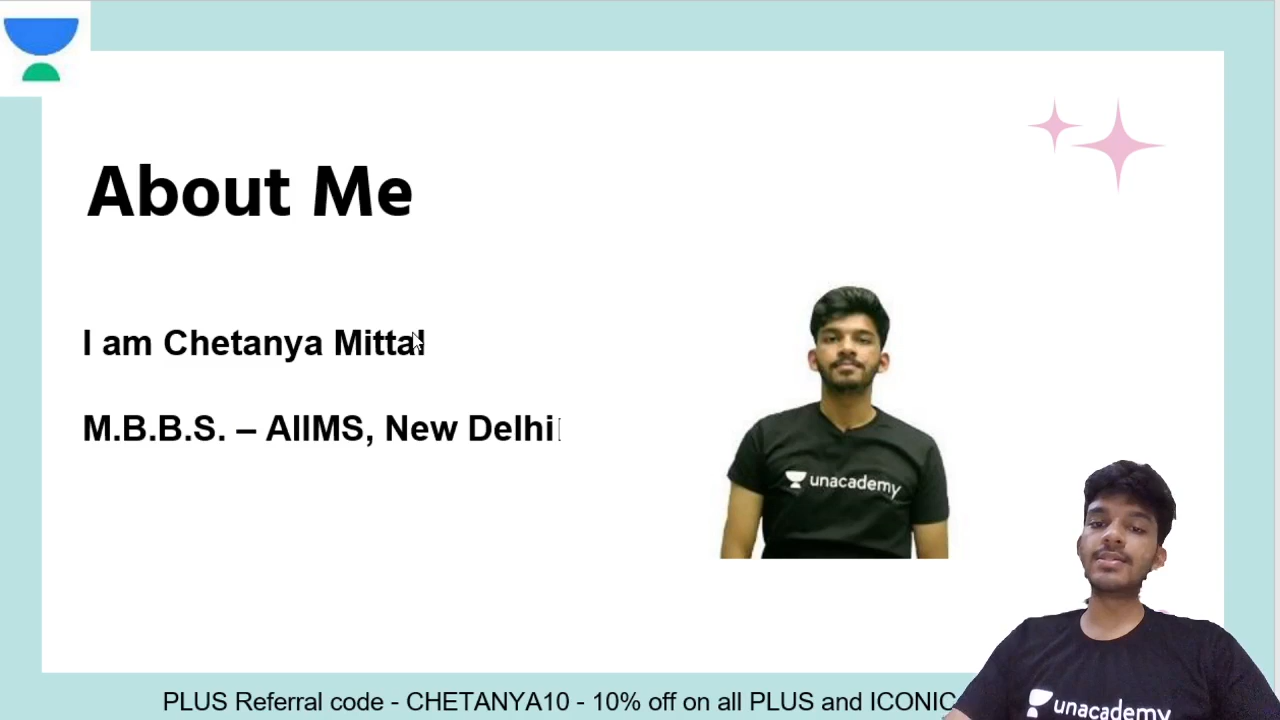 About Me
I am Chetanya Mittal
M.B.B.S. – AIIMS, New Delhi
unacademy
unacademy
PLUS Referral code - CHETANYA10 - 10% off on all PLUS and ICONIC